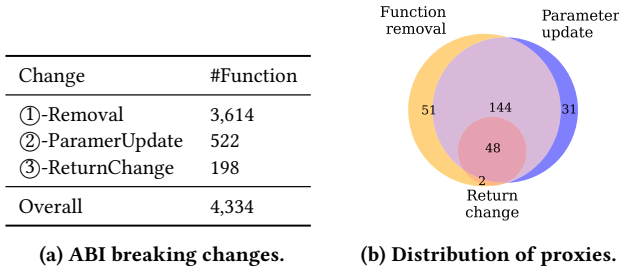 Change #Function
①-Removal 3,614
②-ParamerUpdate 522
③-ReturnChange 198
Overall 4,334
(a) ABI breaking changes.
Function
removal
Parameter
update
51
144
31
48
2
Return
change
(b) Distribution of proxies.